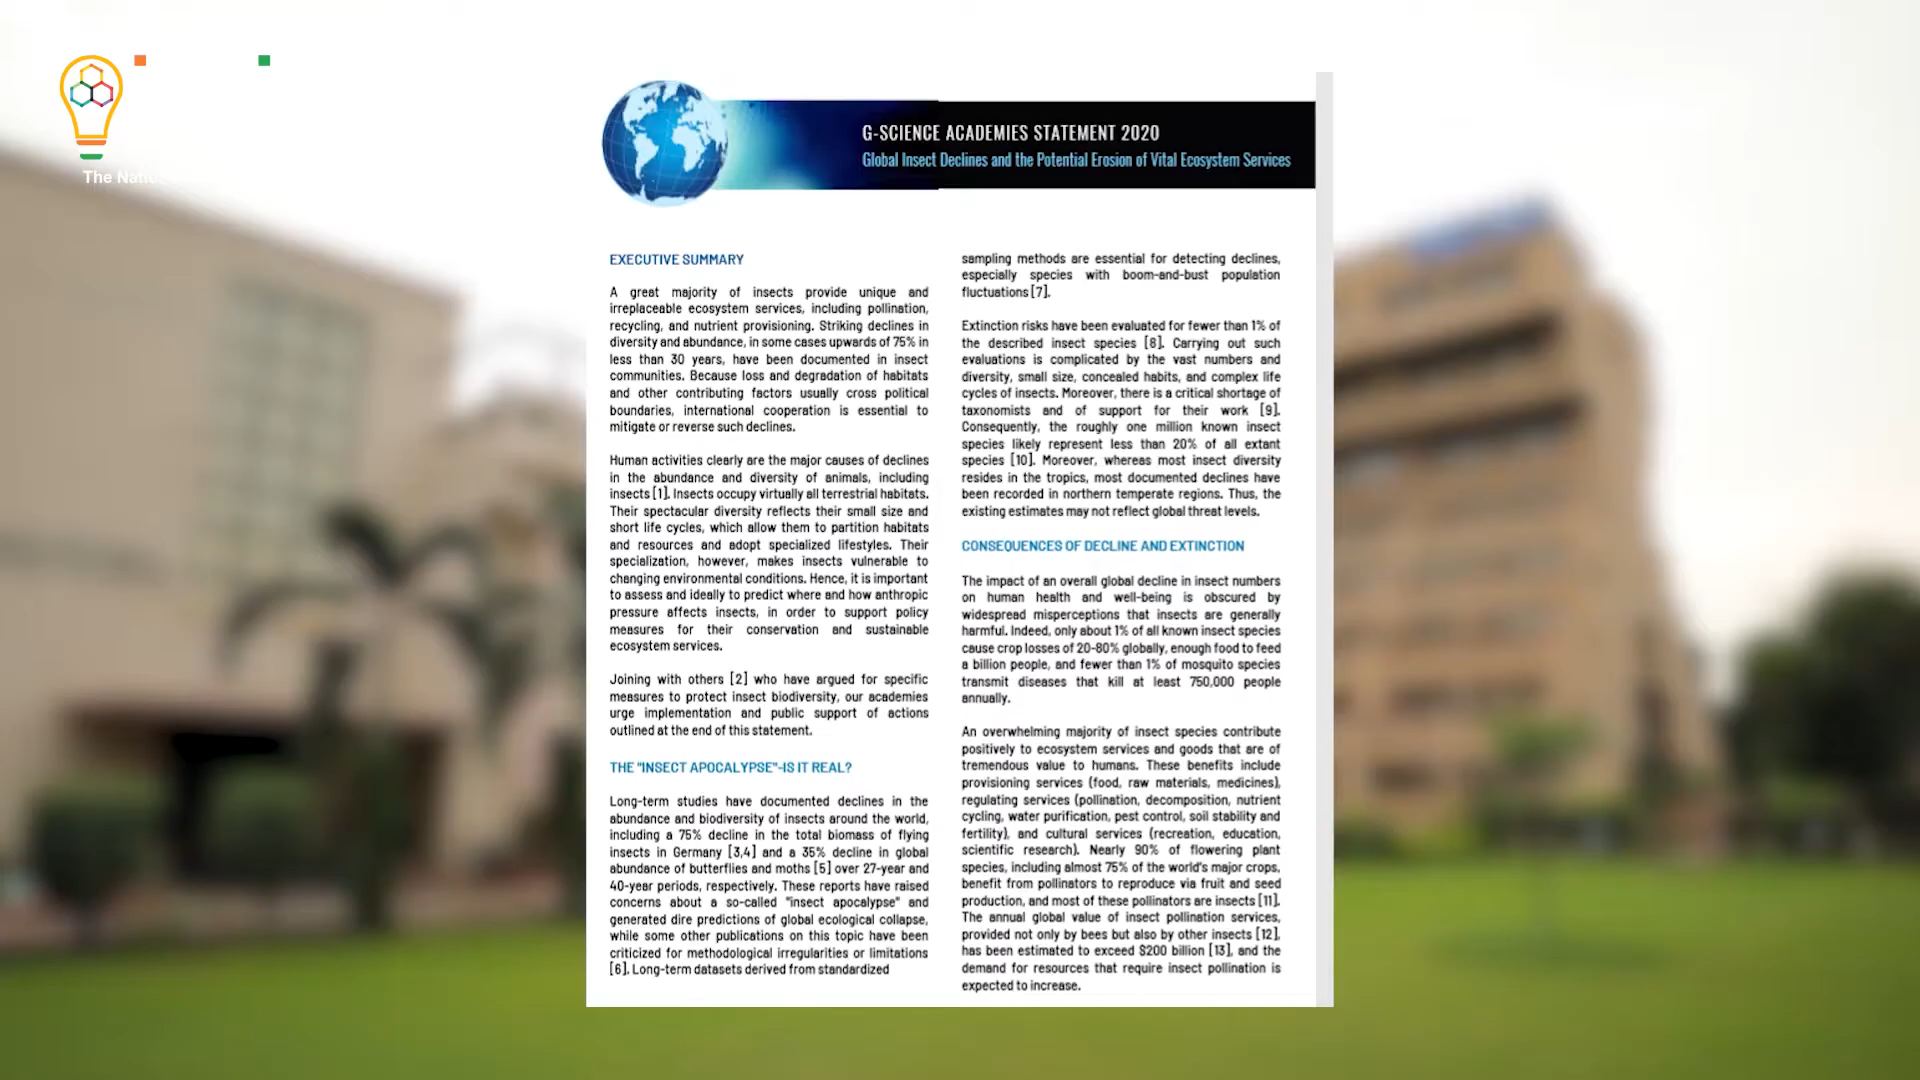 The Natio
G-SCIENCE ACADEMIES STATEMENT 2020
Global Insect Declines and the Potential Erosion of Vital Ecosystem Services
EXECUTIVE SUMMARY
A great majority of insects provide unique and
irreplaceable ecosystem services, including pollination,
recycling, and nutrient provisioning. Striking declines in
diversity and abundance, in some cases upwards of 75% in
less than 30 years, have been documented in insect
communities. Because loss and degradation of habitats
and other contributing factors usually cross political
boundaries, international cooperation is essential to
mitigate or reverse such declines.
Human activities clearly are the major causes of declines
in the abundance and diversity of animals, including
insects [1]. Insects occupy virtually all terrestrial habitats.
Their spectacular diversity reflects their small size and
short life cycles, which allow them to partition habitats
and resources and adopt specialized lifestyles. Their
specialization, however, makes insects vulnerable to
changing environmental conditions. Hence, it is important
to assess and ideally to predict where and how anthropic
pressure affects insects, in order to support policy
measures for their conservation and sustainable
ecosystem services.
Joining with others [2] who have argued for specific
measures to protect insect biodiversity, our academies
urge implementation and public support of actions
outlined at the end of this statement.
THE "INSECT APOCALYPSE"-IS IT REAL?
Long-term studies have documented declines in the
abundance and biodiversity of insects around the world,
including a 75% decline in the total biomass of flying
insects in Germany [3,4] and a 35% decline in global
abundance of butterflies and moths [5] over 27-year and
40-year periods, respectively. These reports have raised
concerns about a so-called "insect apocalypse" and
generated dire predictions of global ecological collapse,
while some other publications on this topic have been
criticized for methodological irregularities or limitations
[6]. Long-term datasets derived from standardized
sampling methods are essential for detecting declines,
especially species with boom-and-bust population
fluctuations [7].
Extinction risks have been evaluated for fewer than 1% of
the described insect species [8]. Carrying out such
evaluations is complicated by the vast numbers and
diversity, small size, concealed habits, and complex life
cycles of insects. Moreover, there is a critical shortage of
taxonomists and of support for their work [9].
Consequently, the roughly one million known insect
species likely represent less than 20% of all extant
species [10]. Moreover, whereas most insect diversity
resides in the tropics, most documented declines have
been recorded in northern temperate regions. Thus, the
existing estimates may not reflect global threat levels.
CONSEQUENCES OF DECLINE AND EXTINCTION
The impact of an overall global decline in insect numbers
on human health and well-being is obscured by
widespread misperceptions that insects are generally
harmful. Indeed, only about 1% of all known insect species
cause crop losses of 20-80% globally, enough food to feed
a billion people, and fewer than 1% of mosquito species
transmit diseases that kill at least 750,000 people
annually.
An overwhelming majority of insect species contribute
positively to ecosystem services and goods that are of
tremendous value to humans. These benefits include
provisioning services (food, raw materials, medicines),
regulating services (pollination, decomposition, nutrient
cycling, water purification, pest control, soil stability and
fertility), and cultural services (recreation, education,
scientific research). Nearly 90% of flowering plant
species, including almost 75% of the world's major crops,
benefit from pollinators to reproduce via fruit and seed
production, and most of these pollinators are insects [11].
The annual global value of insect pollination services,
provided not only by bees but also by other insects [12],
has been estimated to exceed $200 billion [13], and the
demand for resources that require insect pollination is
expected to increase.